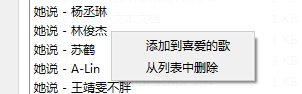 她说 - 杨丞琳
她说 - 林俊杰
她说 - 苏鹤
她说 - A-Lin
她说 - 王靖雯不胖
添加到喜爱的歌
从列表中删除